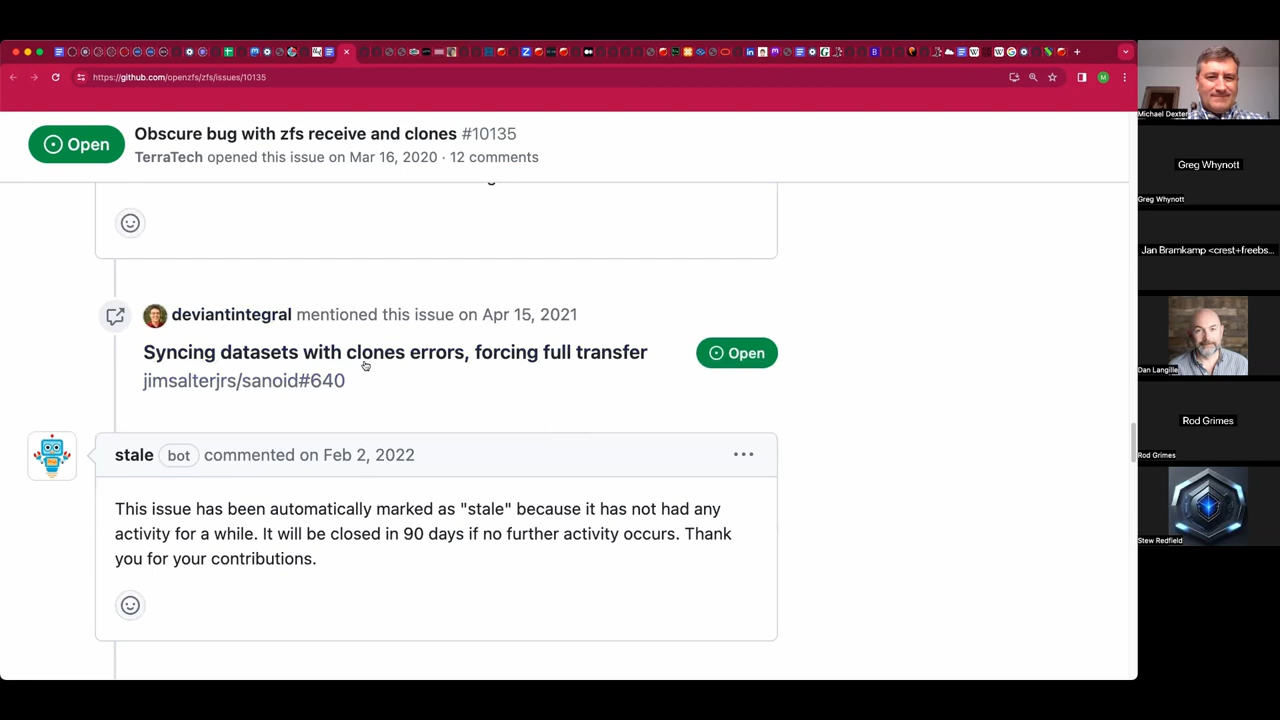 https://github.com/openzfs/zfs/issues/10135
M
Open
Obscure bug with zfs receive and clones #10135
TerraTech opened this issue on Mar 16, 2020 · 12 comments
deviantintegral mentioned this issue on Apr 15, 2021
Syncing datasets with clones errors, forcing full transfer
Open
jimsalterjrs/sanoid#640
stale bot commented on Feb 2, 2022
This issue has been automatically marked as "stale" because it has not had any
activity for a while. It will be closed in 90 days if no further activity occurs. Thank
you for your contributions.
Michael Dexter
Greg Whynott
Greg Whynott
Jan Bramkamp <crest+freebs...
Dan Langille
Rod Grimes
Rod Grimes
Stew Redfield